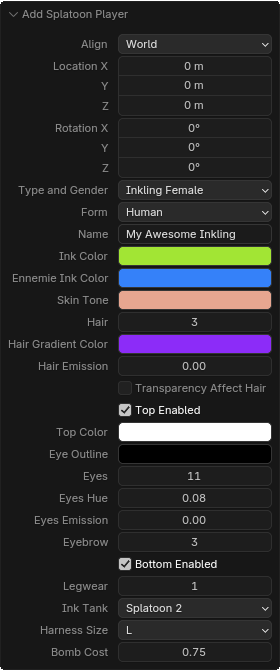 Add Splatoon Player
Align World
Location X 0 m
Y 0 m
Z 0 m
Rotation X 0°
Y 0°
Z 0°
Type and Gender Inkling Female
Form Human
Name My Awesome Inkling
Ink Color
Ennemie Ink Color
Skin Tone
Hair 3
Hair Gradient Color
Hair Emission 0.00
Transparency Affect Hair
Top Enabled
Top Color
Eye Outline
Eyes 11
Eyes Hue 0.08
Eyes Emission 0.00
Eyebrow 3
Bottom Enabled
Legwear 1
Ink Tank Splatoon 2
Harness Size L
Bomb Cost 0.75